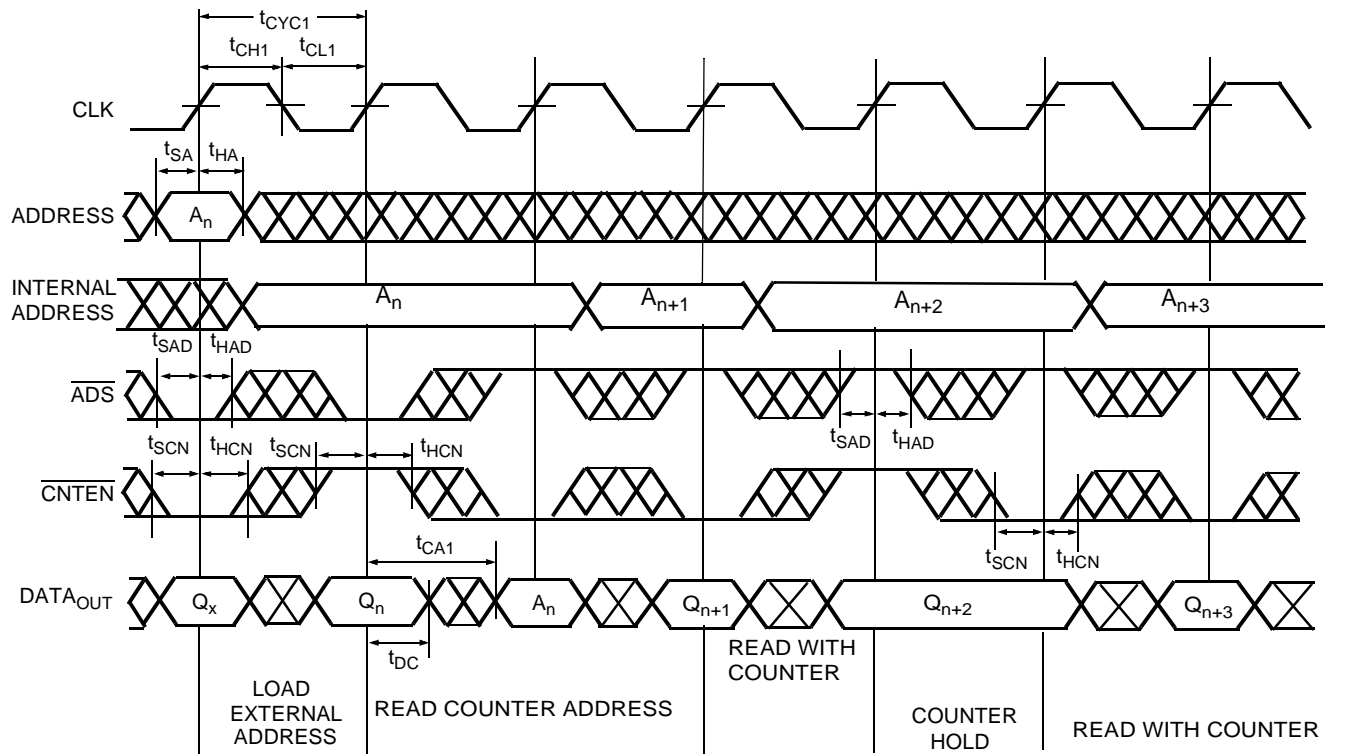 tCYC1
tCH1 tCL1
CLK
tSA tHA
ADDRESS An
INTERNAL
ADDRESS
An An+1 An+2 An+3
tSAD tHAD
ADS
tSAD tHAD
tSCN tHCN tSCN tHCN
CNTEN
tSCN tHCN
tCA1
DATAOUT Qx Qn An Qn+1 Qn+2 Qn+3
tDC
READ WITH
COUNTER
LOAD
EXTERNAL
ADDRESS
READ COUNTER ADDRESS
COUNTER
HOLD
READ WITH COUNTER